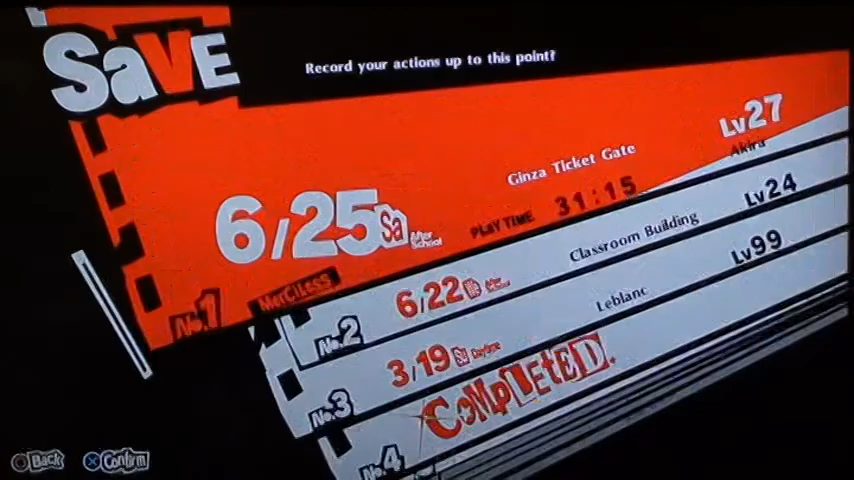 SaVE
Record your actions up to this point?
6/25 Sa After School
Ginza Ticket Gate
Lv27
Akira
PLAY TIME 31:15
No.1
MerCiLess
6/22
Classroom Building
Lv24
No.2
3/19 Su Daytime
Leblanc
Lv99
No.3
CoMpLEtED.
No.4
Back
Confirm